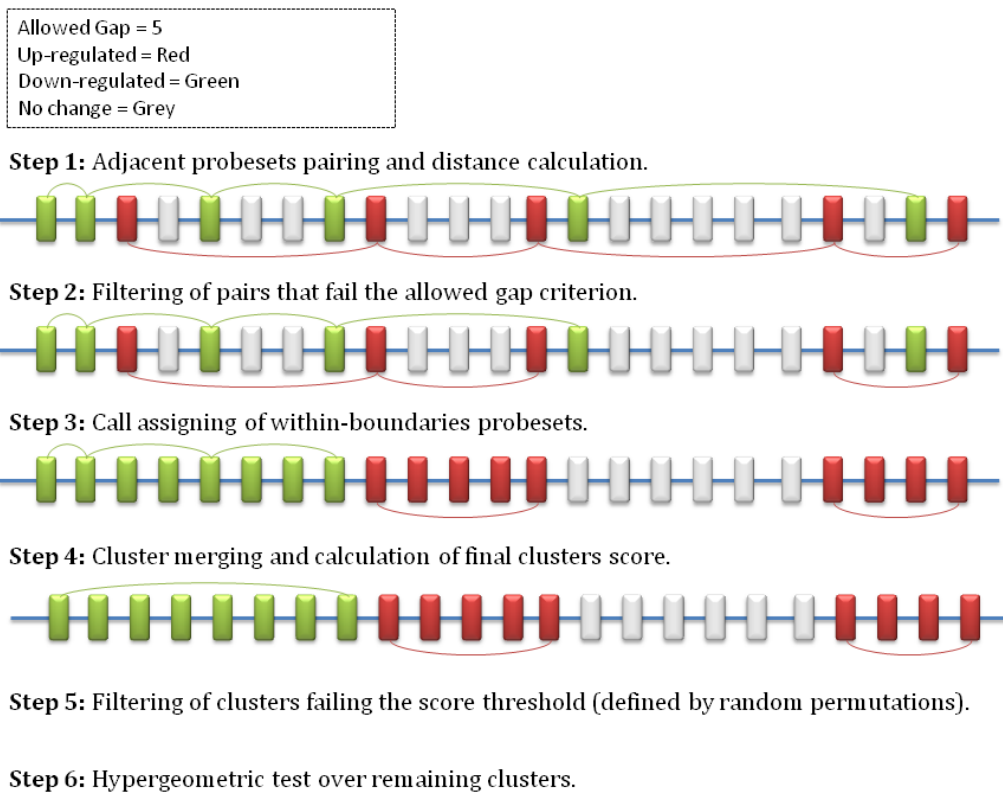 Allowed Gap = 5
Up-regulated = Red
Down-regulated = Green
No change = Grey
Step 1: Adjacent probesets pairing and distance calculation.
Step 2: Filtering of pairs that fail the allowed gap criterion.
Step 3: Call assigning of within-boundaries probesets.
Step 4: Cluster merging and calculation of final clusters score.
Step 5: Filtering of clusters failing the score threshold (defined by random permutations).
Step 6: Hypergeometric test over remaining clusters.